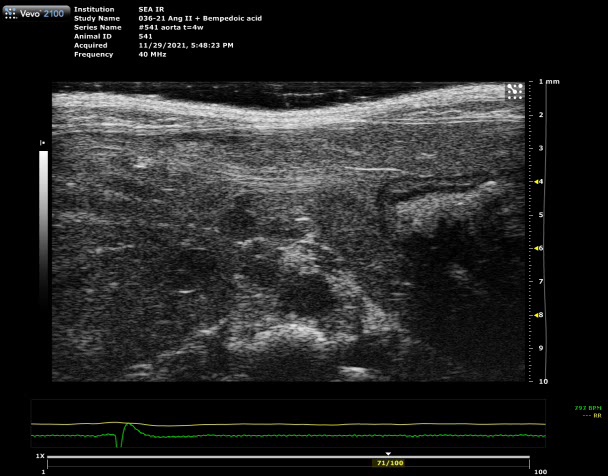 Vevo 2100
Institution SEA IR
Study Name 036-21 Ang II + Bempedoic acid
Series Name #541 aorta t=4w
Animal ID 541
Acquired 11/29/2021, 5:48:23 PM
Frequency 40 MHz
1 mm
2
3
4
5
6
7
8
9
10
BPM
--- RR
1X
71/100
1
100